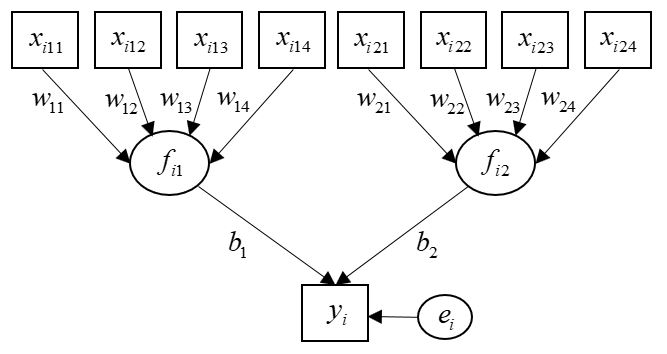 x_{i11} x_{i12} x_{i13} x_{i14} x_{i21} x_{i22} x_{i23} x_{i24}
w_{11} w_{12} w_{13} w_{14} w_{21} w_{22} w_{23} w_{24}
f_{i1} f_{i2}
b_1 b_2
y_i e_i